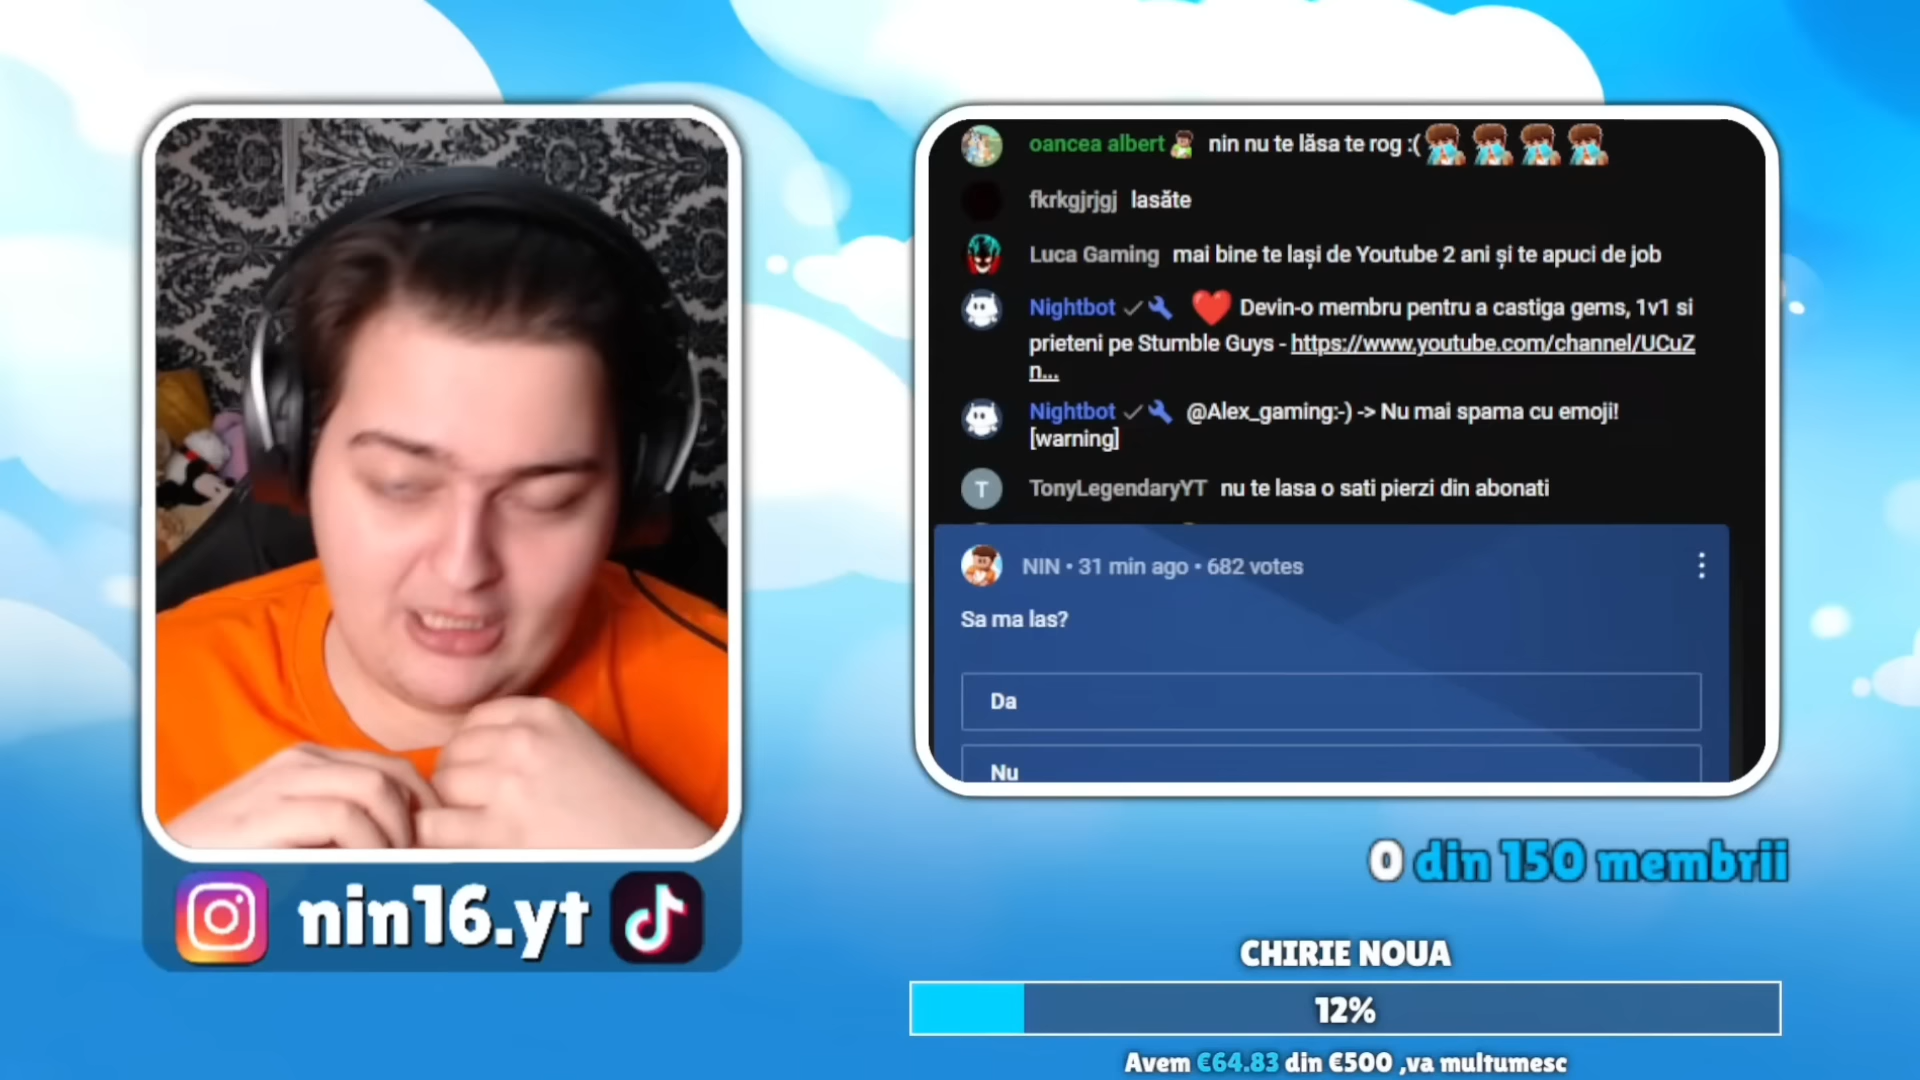 oancea albert nin nu te lăsa te rog :(
fkrkgjrjgj lasăte
Luca Gaming mai bine te lași de Youtube 2 ani și te apuci de job
Nightbot Devin-o membru pentru a castiga gems, 1v1 si
prieteni pe Stumble Guys - https://www.youtube.com/channel/UCuZ
n...
Nightbot @Alex_gaming:-) -> Nu mai spama cu emoji!
[warning]
T TonyLegendaryYT nu te lasa o sati pierzi din abonati
NIN • 31 min ago • 682 votes
Sa ma las?
Da
Nu
0 din 150 membrii
nin16.yt
CHIRIE NOUA
12%
Avem €64.83 din €500 ,va multumesc